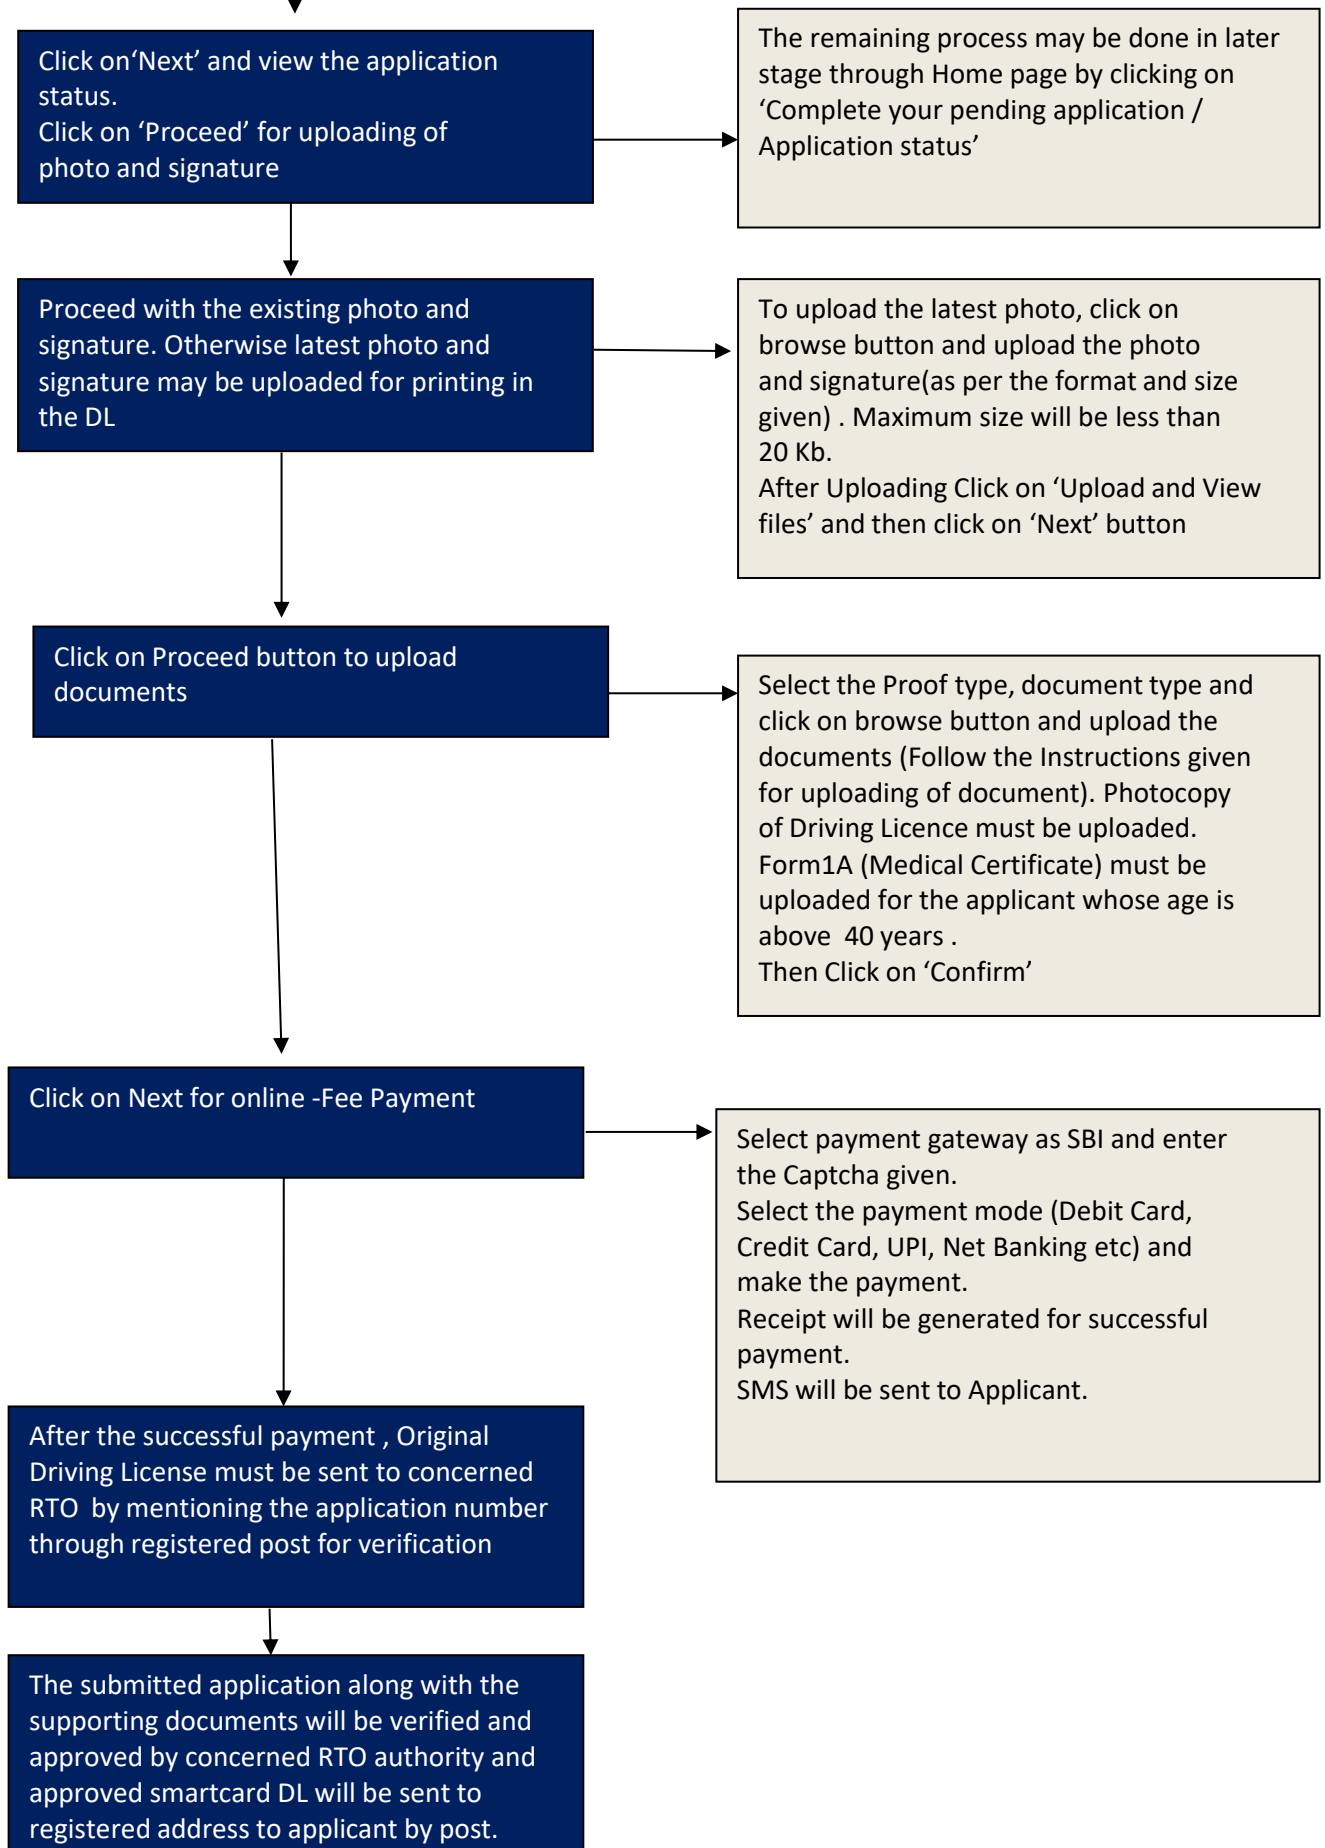 Click on‘Next’ and view the application
status.
Click on ‘Proceed’ for uploading of
photo and signature
The remaining process may be done in later
stage through Home page by clicking on
‘Complete your pending application /
Application status’
Proceed with the existing photo and
signature. Otherwise latest photo and
signature may be uploaded for printing in
the DL
To upload the latest photo, click on
browse button and upload the photo
and signature(as per the format and size
given) . Maximum size will be less than
20 Kb.
After Uploading Click on ‘Upload and View
files’ and then click on ‘Next’ button
Click on Proceed button to upload
documents
Select the Proof type, document type and
click on browse button and upload the
documents (Follow the Instructions given
for uploading of document). Photocopy
of Driving Licence must be uploaded.
Form1A (Medical Certificate) must be
uploaded for the applicant whose age is
above  40 years .
Then Click on ‘Confirm’
Click on Next for online -Fee Payment
Select payment gateway as SBI and enter
the Captcha given.
Select the payment mode (Debit Card,
Credit Card, UPI, Net Banking etc) and
make the payment.
Receipt will be generated for successful
payment.
SMS will be sent to Applicant.
After the successful payment , Original
Driving License must be sent to concerned
RTO  by mentioning the application number
through registered post for verification
The submitted application along with the
supporting documents will be verified and
approved by concerned RTO authority and
approved smartcard DL will be sent to
registered address to applicant by post.